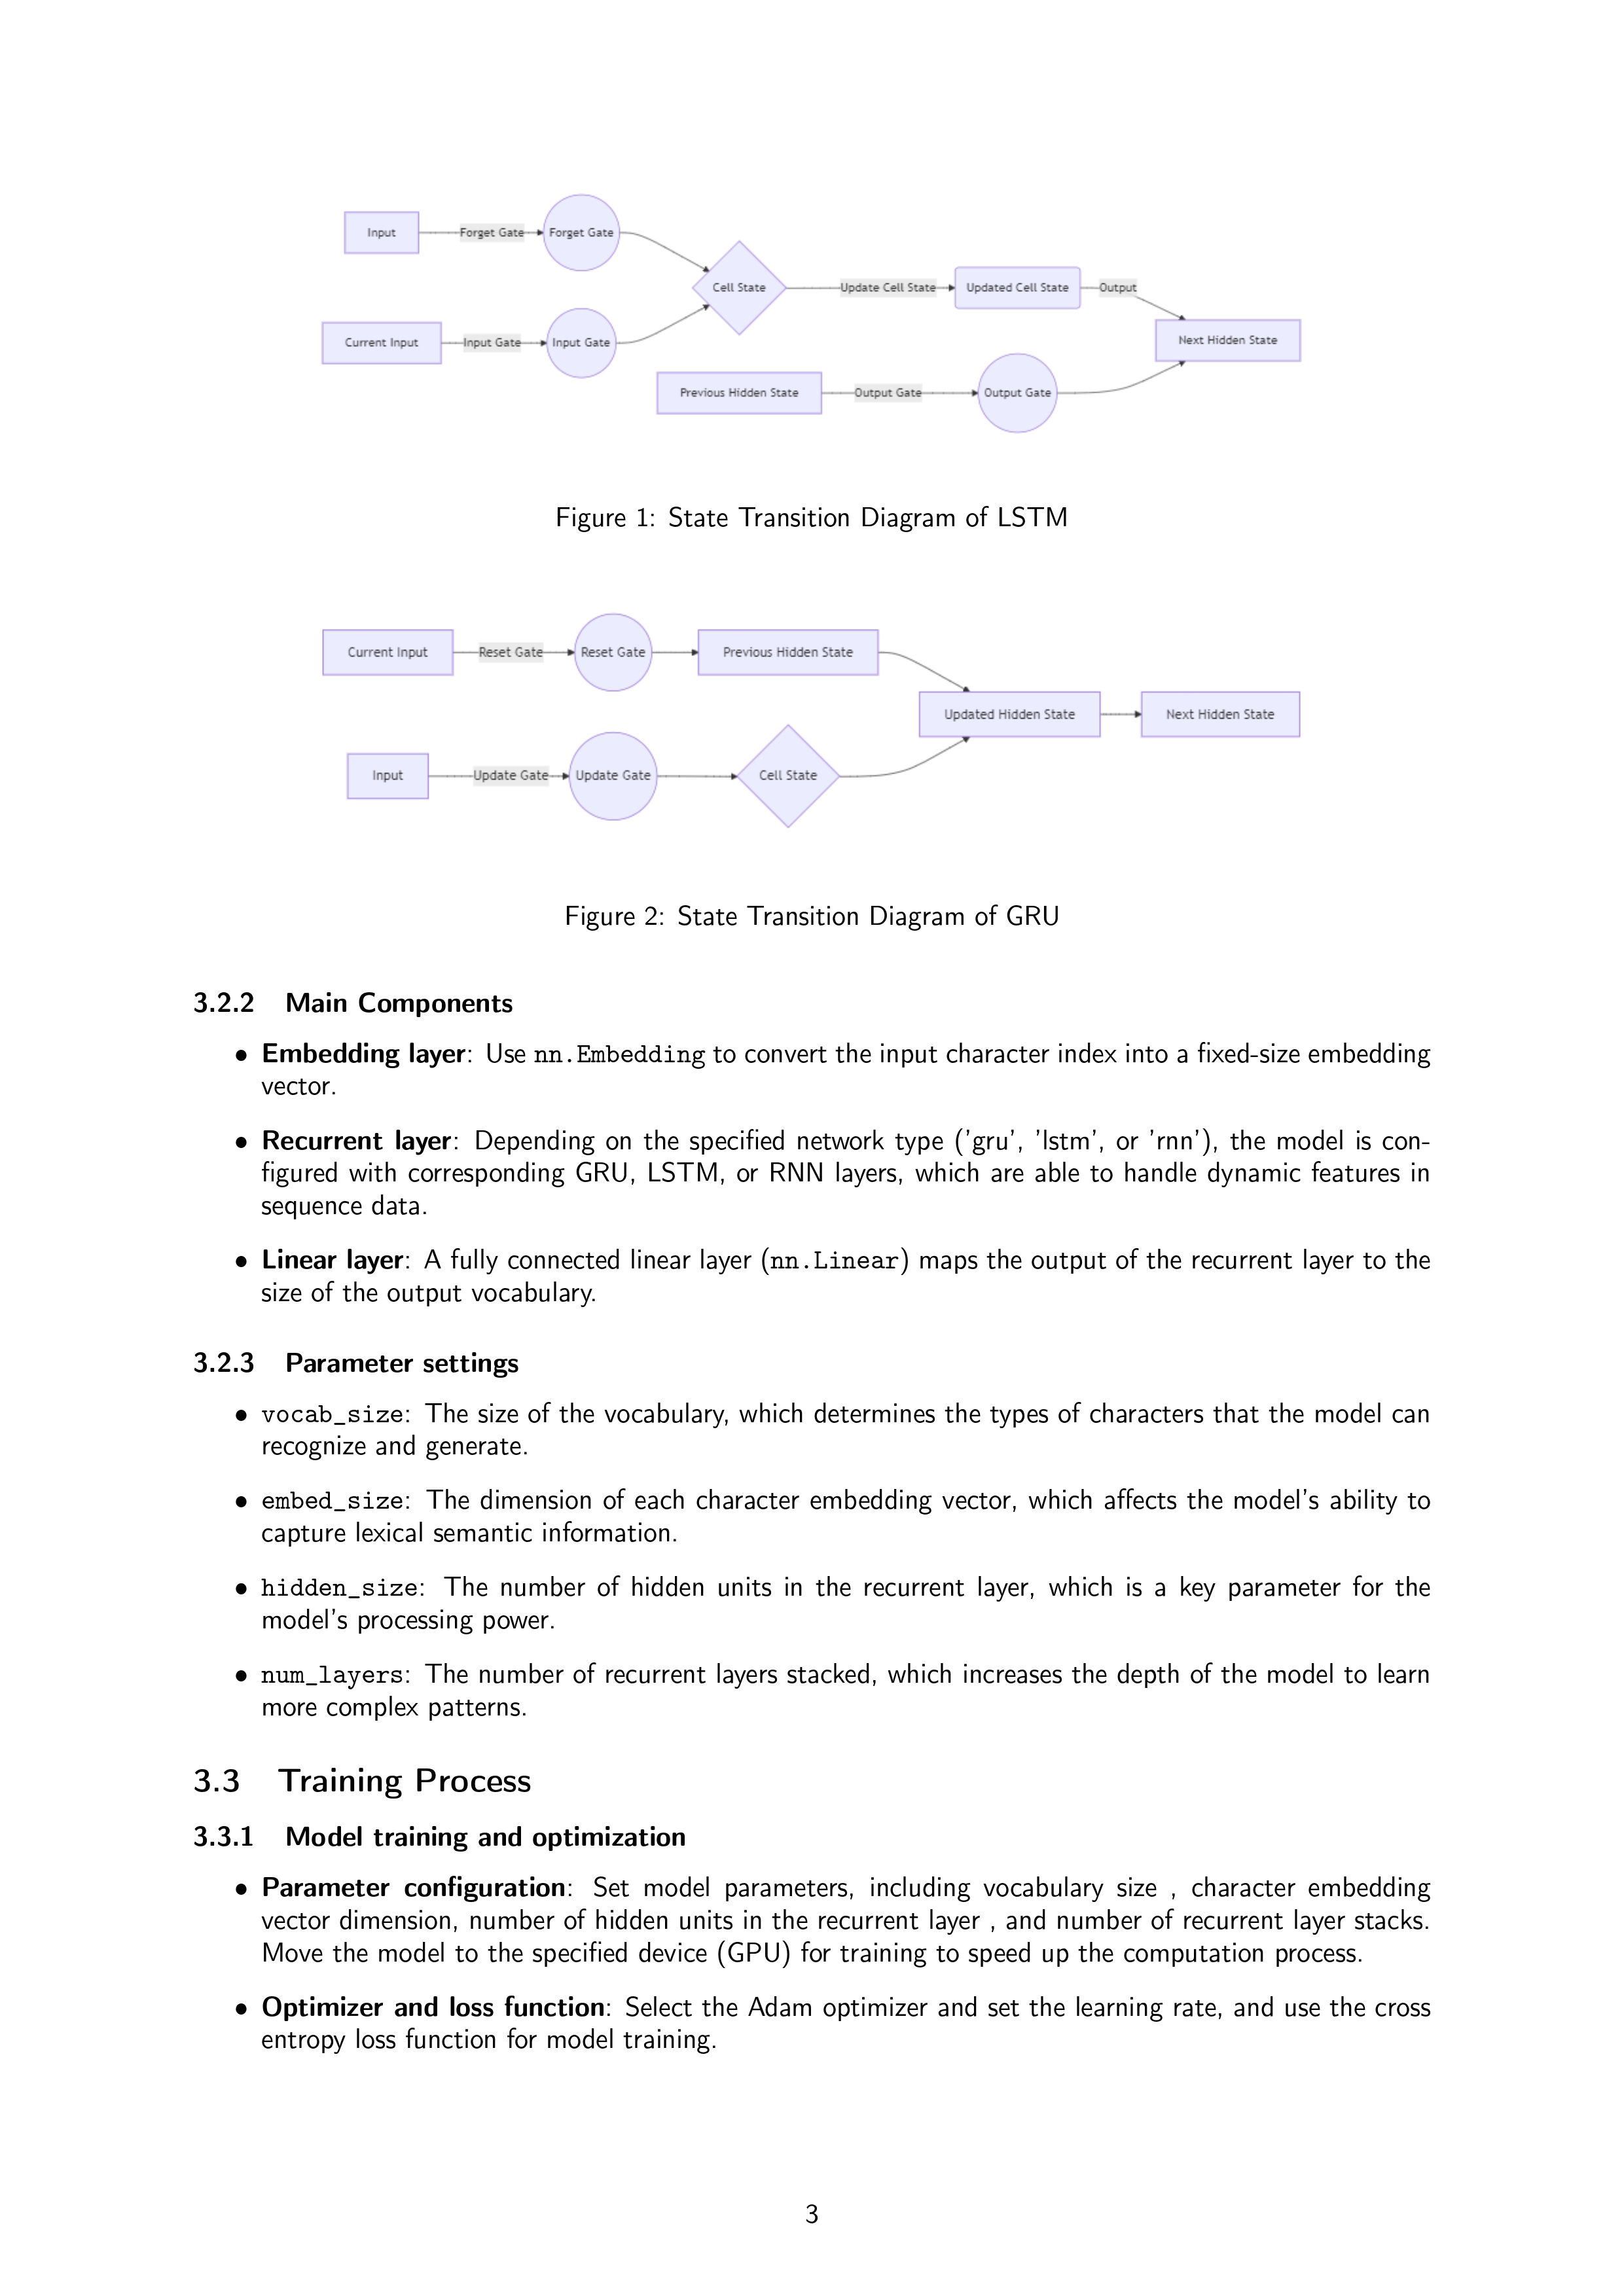 Input
Forget Gate
Forget Gate
Cell State
Update Cell State
Updated Cell State
Output
Current Input
Input Gate
Input Gate
Next Hidden State
Previous Hidden State
Output Gate
Output Gate
Figure 1: State Transition Diagram of LSTM
Current Input
Reset Gate
Reset Gate
Previous Hidden State
Updated Hidden State
Next Hidden State
Input
Update Gate
Update Gate
Cell State
Figure 2: State Transition Diagram of GRU
3.2.2 Main Components
• Embedding layer: Use nn.Embedding to convert the input character index into a fixed-size embedding
vector.
• Recurrent layer: Depending on the specified network type ('gru', 'lstm', or 'rnn'), the model is con-
figured with corresponding GRU, LSTM, or RNN layers, which are able to handle dynamic features in
sequence data.
• Linear layer: A fully connected linear layer (nn.Linear) maps the output of the recurrent layer to the
size of the output vocabulary.
3.2.3 Parameter settings
• vocab_size: The size of the vocabulary, which determines the types of characters that the model can
recognize and generate.
• embed_size: The dimension of each character embedding vector, which affects the model's ability to
capture lexical semantic information.
• hidden_size: The number of hidden units in the recurrent layer, which is a key parameter for the
model's processing power.
• num_layers: The number of recurrent layers stacked, which increases the depth of the model to learn
more complex patterns.
3.3 Training Process
3.3.1 Model training and optimization
• Parameter configuration: Set model parameters, including vocabulary size , character embedding
vector dimension, number of hidden units in the recurrent layer , and number of recurrent layer stacks.
Move the model to the specified device (GPU) for training to speed up the computation process.
• Optimizer and loss function: Select the Adam optimizer and set the learning rate, and use the cross
entropy loss function for model training.
3